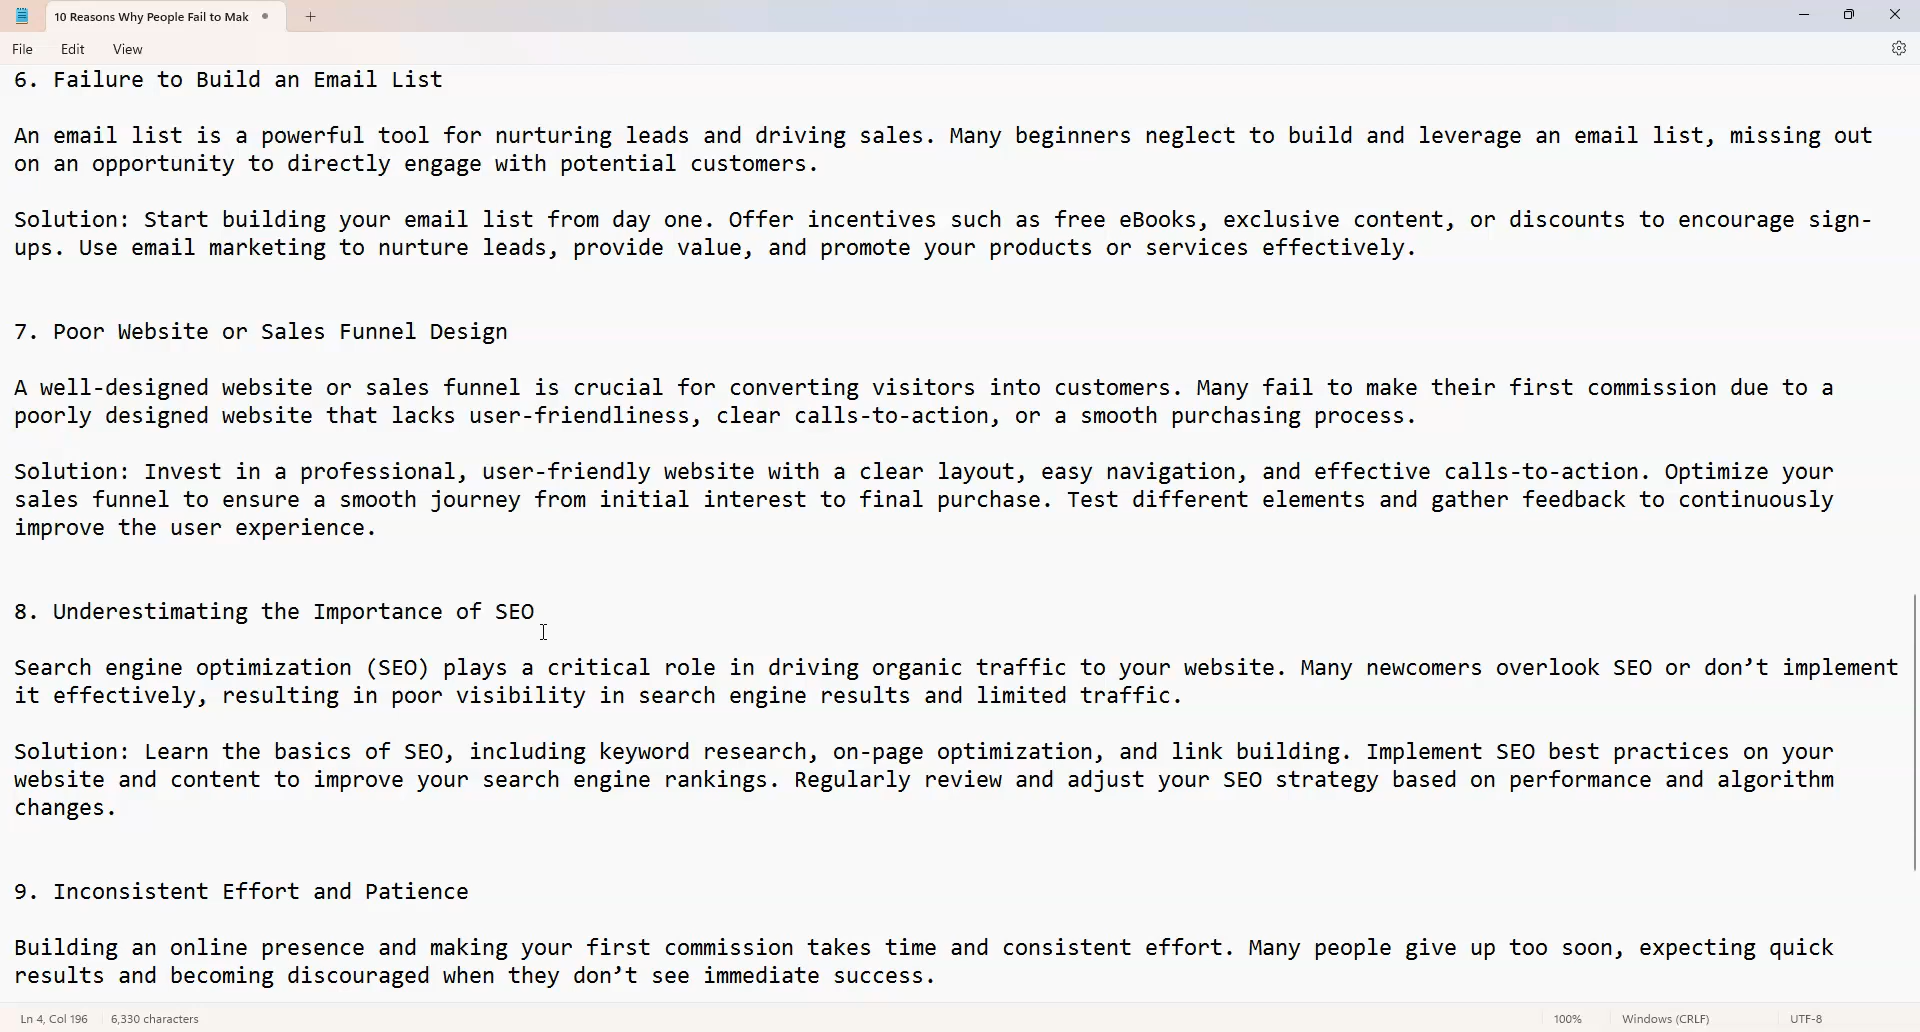 10 Reasons Why People Fail to Mak
File
Edit
View
6. Failure to Build an Email List
An email list is a powerful tool for nurturing leads and driving sales. Many beginners neglect to build and leverage an email list, missing out
on an opportunity to directly engage with potential customers.
Solution: Start building your email list from day one. Offer incentives such as free eBooks, exclusive content, or discounts to encourage sign-
ups. Use email marketing to nurture leads, provide value, and promote your products or services effectively.
7. Poor Website or Sales Funnel Design
A well-designed website or sales funnel is crucial for converting visitors into customers. Many fail to make their first commission due to a
poorly designed website that lacks user-friendliness, clear calls-to-action, or a smooth purchasing process.
Solution: Invest in a professional, user-friendly website with a clear layout, easy navigation, and effective calls-to-action. Optimize your
sales funnel to ensure a smooth journey from initial interest to final purchase. Test different elements and gather feedback to continuously
improve the user experience.
8. Underestimating the Importance of SEO
Search engine optimization (SEO) plays a critical role in driving organic traffic to your website. Many newcomers overlook SEO or don’t implement
it effectively, resulting in poor visibility in search engine results and limited traffic.
Solution: Learn the basics of SEO, including keyword research, on-page optimization, and link building. Implement SEO best practices on your
website and content to improve your search engine rankings. Regularly review and adjust your SEO strategy based on performance and algorithm
changes.
9. Inconsistent Effort and Patience
Building an online presence and making your first commission takes time and consistent effort. Many people give up too soon, expecting quick
results and becoming discouraged when they don’t see immediate success.
Ln 4, Col 196
6,330 characters
100%
Windows (CRLF)
UTF-8